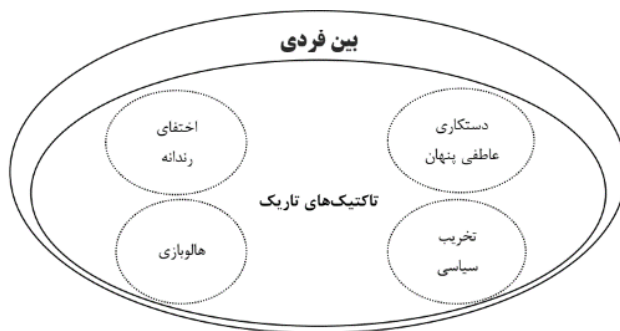 بین فردی
دستکاری
عاطفی پنهان
اختفای
رندانه
تاکتیک‌های تاریک
تخریب
سیاسی
هالوبازی